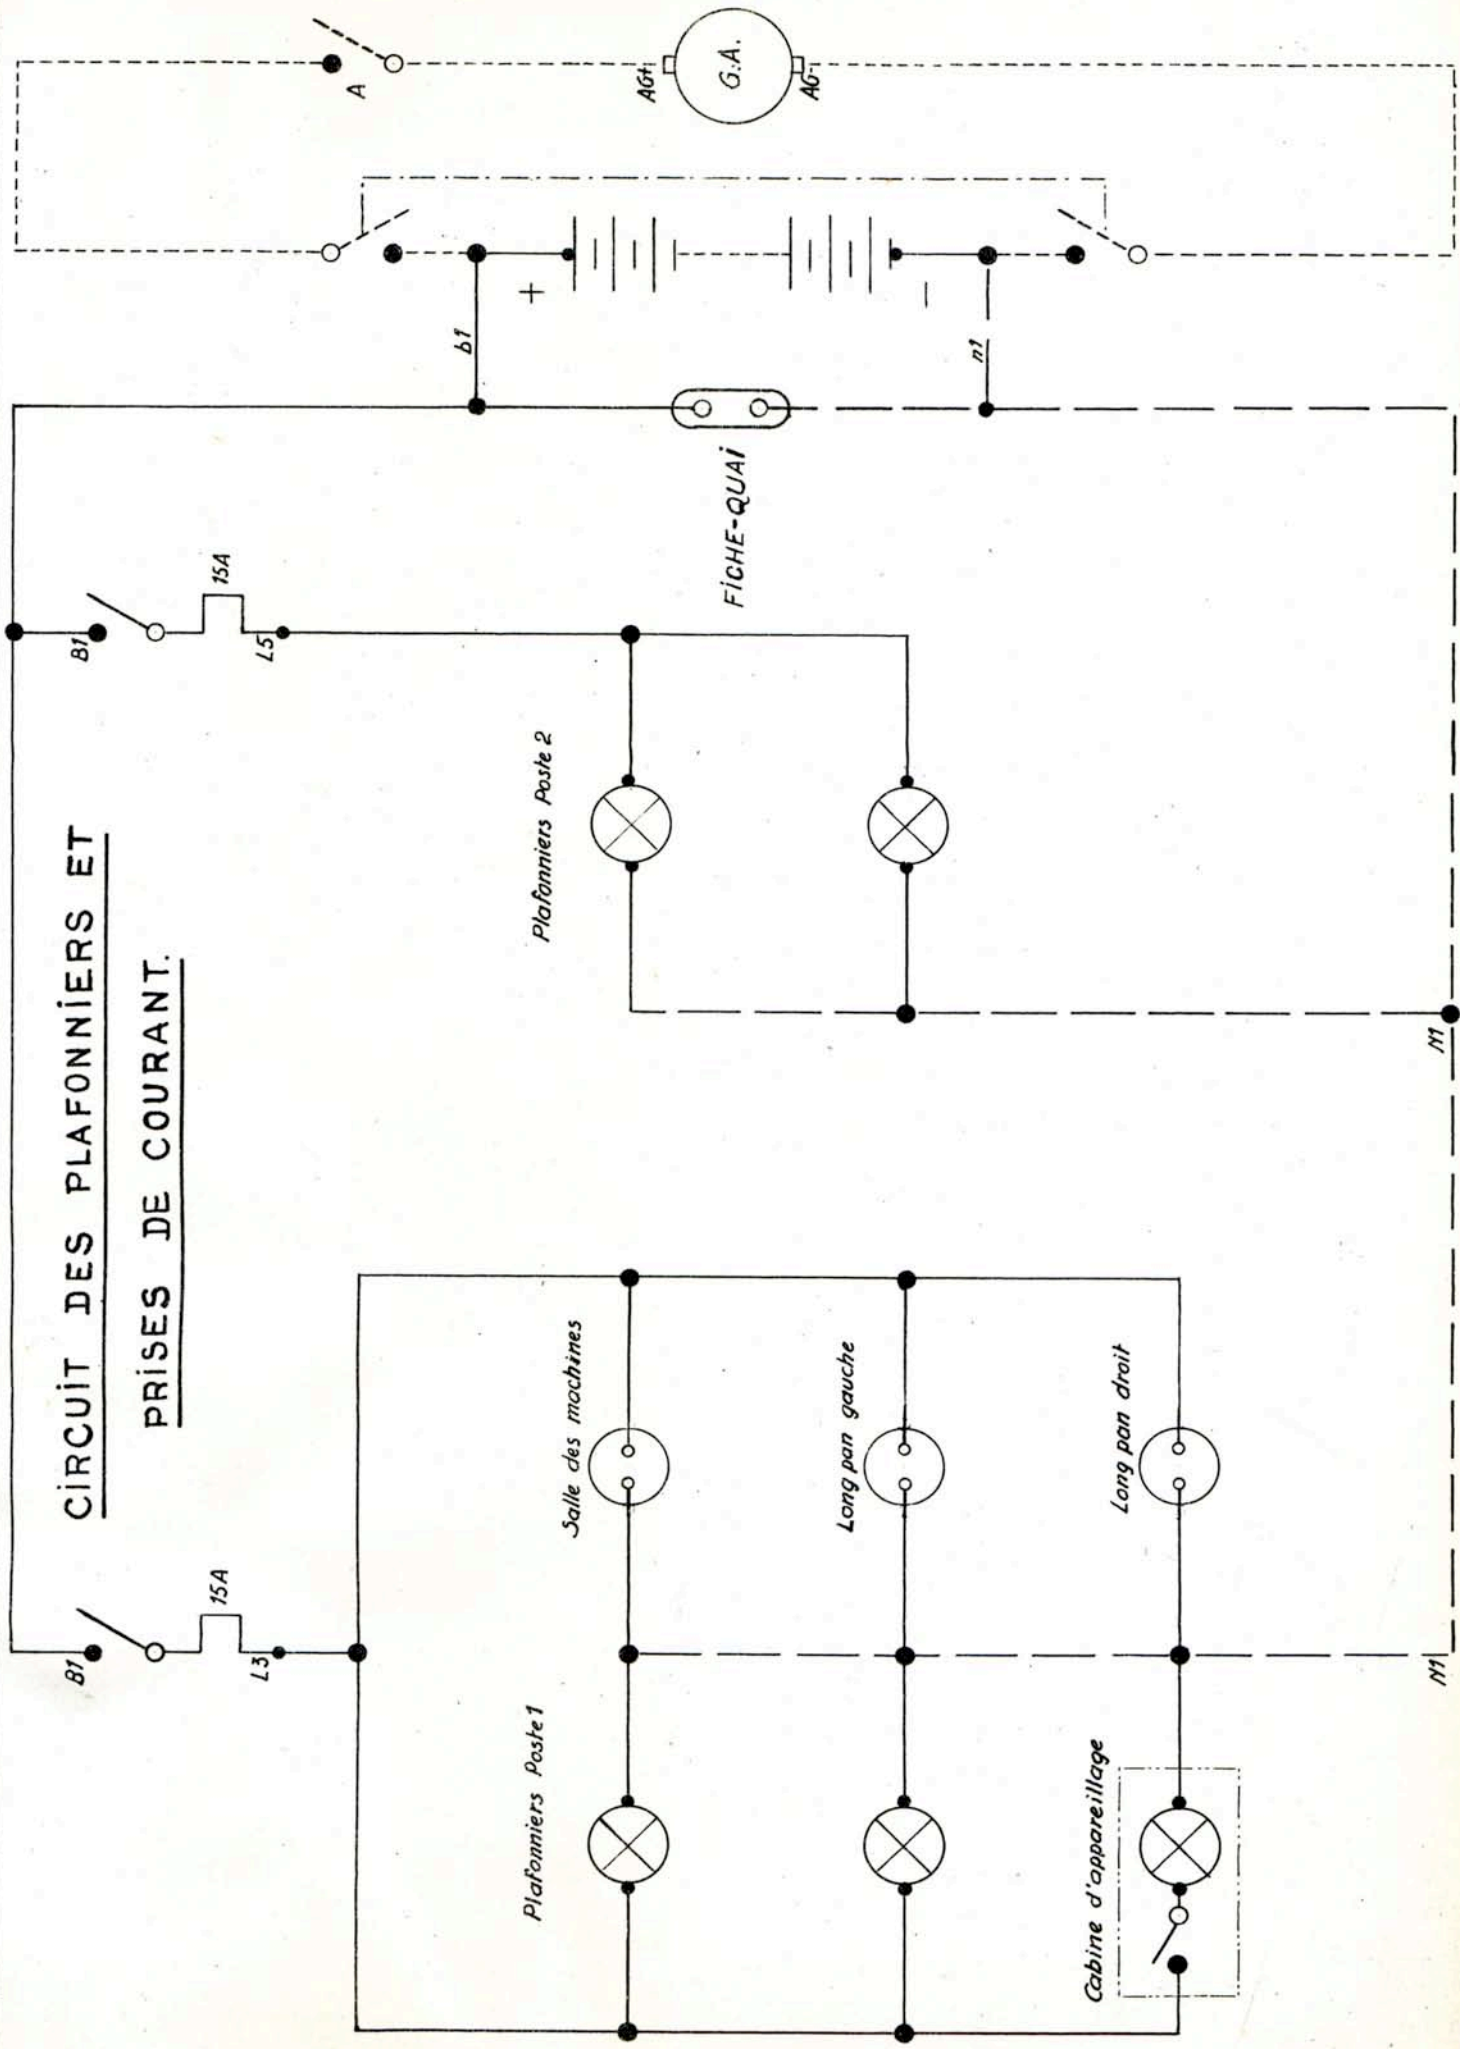 CIRCUIT DES PLAFONNIERS ET
PRISES DE COURANT.
B1
15A
L3
B1
15A
L5
Plafonniers Poste 1
Salle des machines
Long pan gauche
Long pan droit
Cabine d'appareillage
Plafonniers Poste 2
FICHE-QUAI
b1
n1
+
−
A
AG+
G.A.
AG-
N1
N1